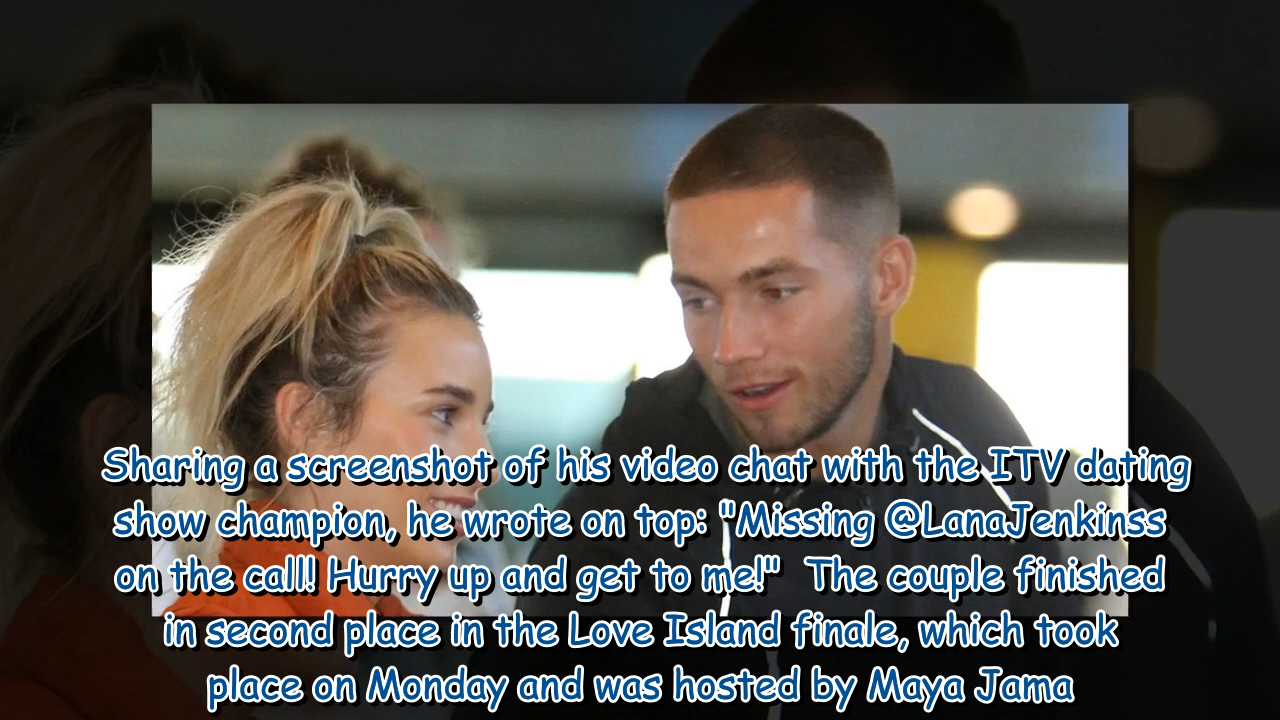 Sharing a screenshot of his video chat with the ITV dating
show champion, he wrote on top: "Missing @LanaJenkinss
on the call! Hurry up and get to me!"  The couple finished
in second place in the Love Island finale, which took
place on Monday and was hosted by Maya Jama